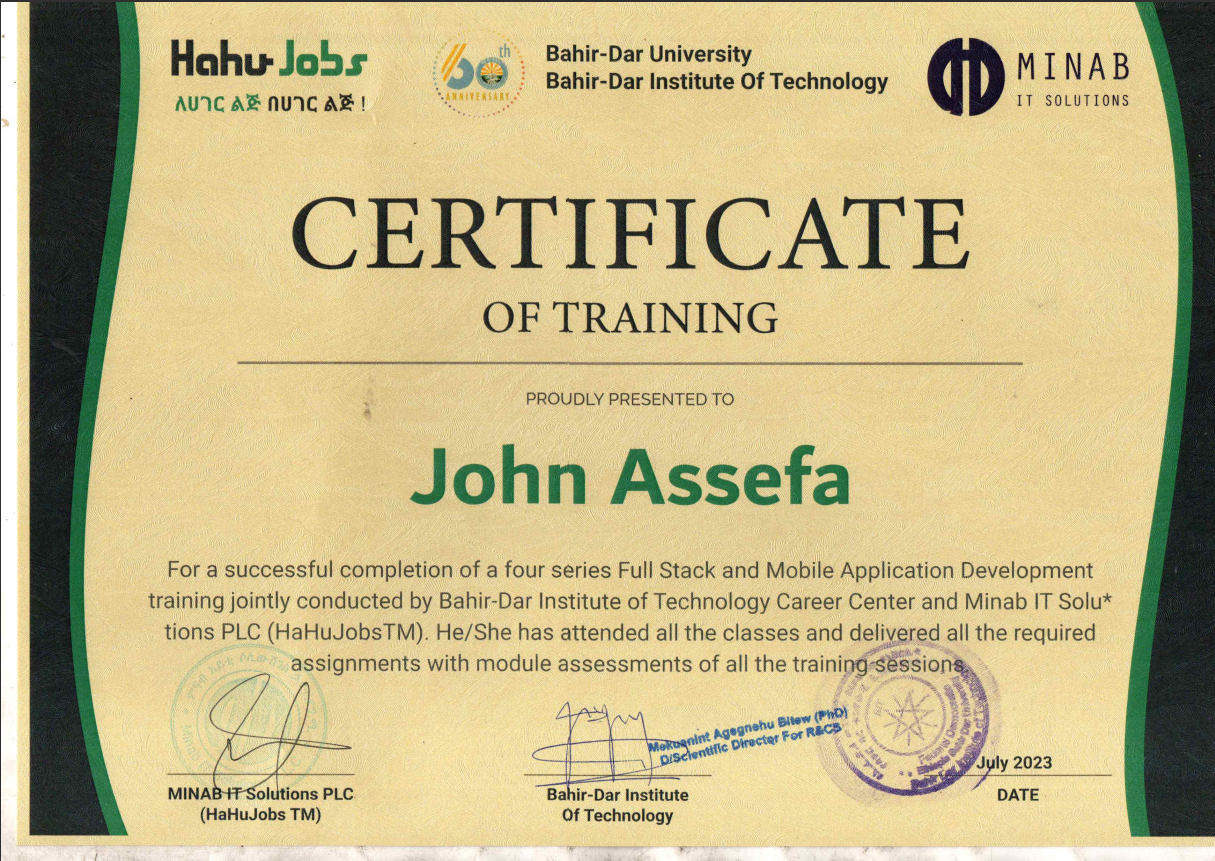 HaHu Jobs
ለሀገር ልጅ በሀገር ልጅ !
60th
ANNIVERSARY
Bahir-Dar University
Bahir-Dar Institute Of Technology
MINAB
IT SOLUTIONS
CERTIFICATE
OF TRAINING
PROUDLY PRESENTED TO
John Assefa
For a successful completion of a four series Full Stack and Mobile Application Development
training jointly conducted by Bahir-Dar Institute of Technology Career Center and Minab IT Solu*
tions PLC (HaHuJobsTM). He/She has attended all the classes and delivered all the required
assignments with module assessments of all the training sessions
Mekuanint Agegnehu Bitew (PhD)
D/Scientific Director For R&CS
July 2023
MINAB IT Solutions PLC
(HaHuJobs TM)
Bahir-Dar Institute
Of Technology
DATE